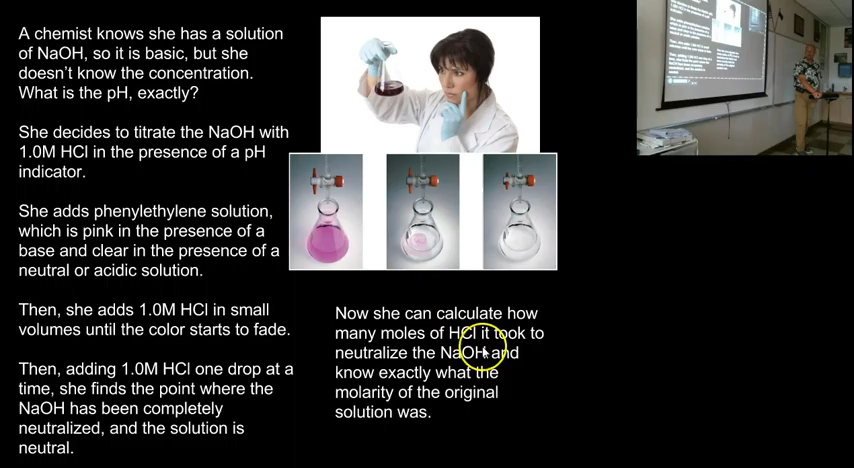 A chemist knows she has a solution
of NaOH, so it is basic, but she
doesn't know the concentration.
What is the pH, exactly?
She decides to titrate the NaOH with
1.0M HCl in the presence of a pH
indicator.
She adds phenylethylene solution,
which is pink in the presence of a
base and clear in the presence of a
neutral or acidic solution.
Then, she adds 1.0M HCl in small
volumes until the color starts to fade.
Then, adding 1.0M HCl one drop at a
time, she finds the point where the
NaOH has been completely
neutralized, and the solution is
neutral.
Now she can calculate how
many moles of HCl it took to
neutralize the NaOH and
know exactly what the
molarity of the original
solution was.